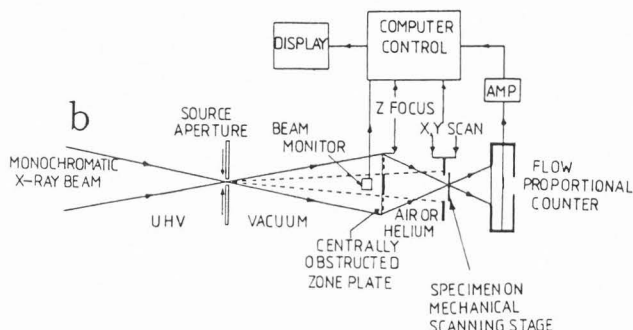 COMPUTER
CONTROL
DISPLAY
AMP
b
SOURCE
APERTURE
Z FOCUS
BEAM
MONITOR
X,Y SCAN
MONOCHROMATIC
X-RAY BEAM
FLOW
PROPORTIONAL
COUNTER
UHV
VACUUM
AIR OR
HELIUM
CENTRALLY
OBSTRUCTED
ZONE PLATE
SPECIMEN ON
MECHANICAL
SCANNING STAGE